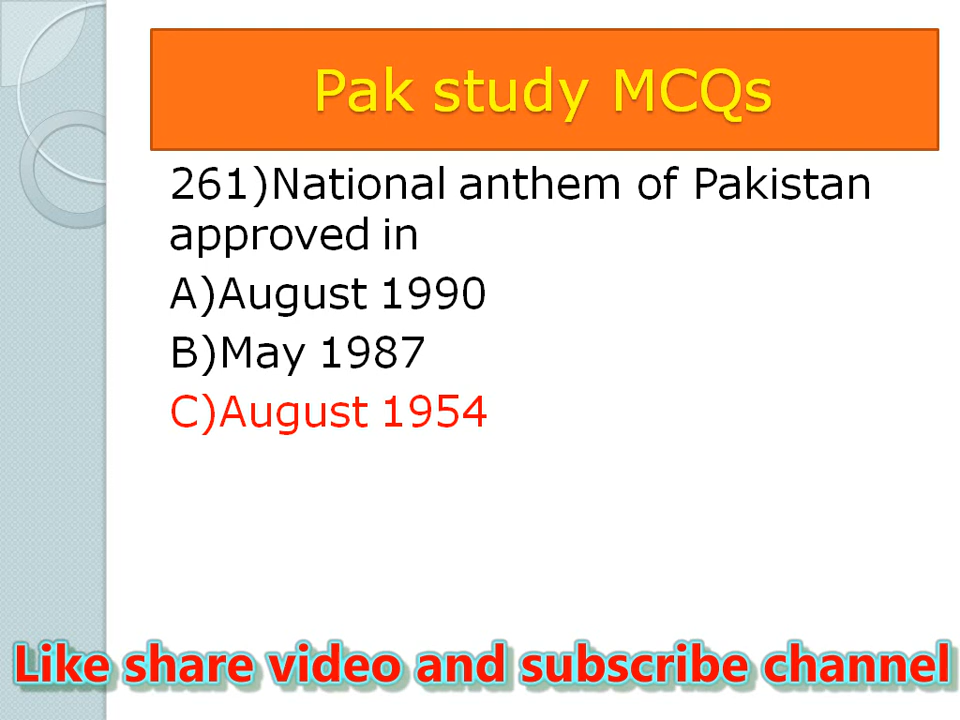 Pak study MCQs
261)National anthem of Pakistan
approved in
A)August 1990
B)May 1987
C)August 1954
Like share video and subscribe channel